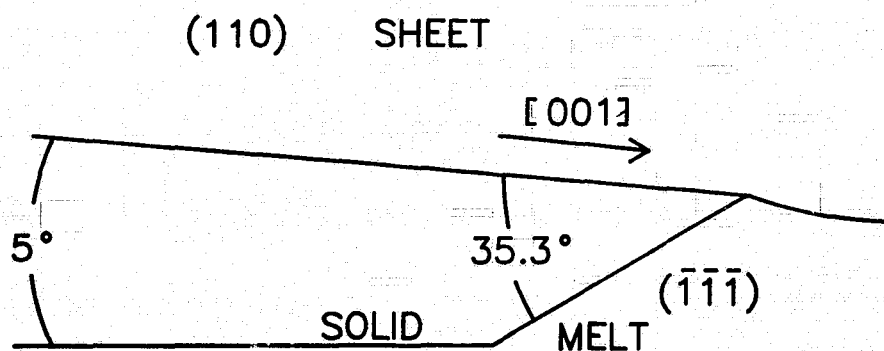 (110) SHEET
[001]
5°
35.3°
(1̄1̄1̄)
SOLID
MELT